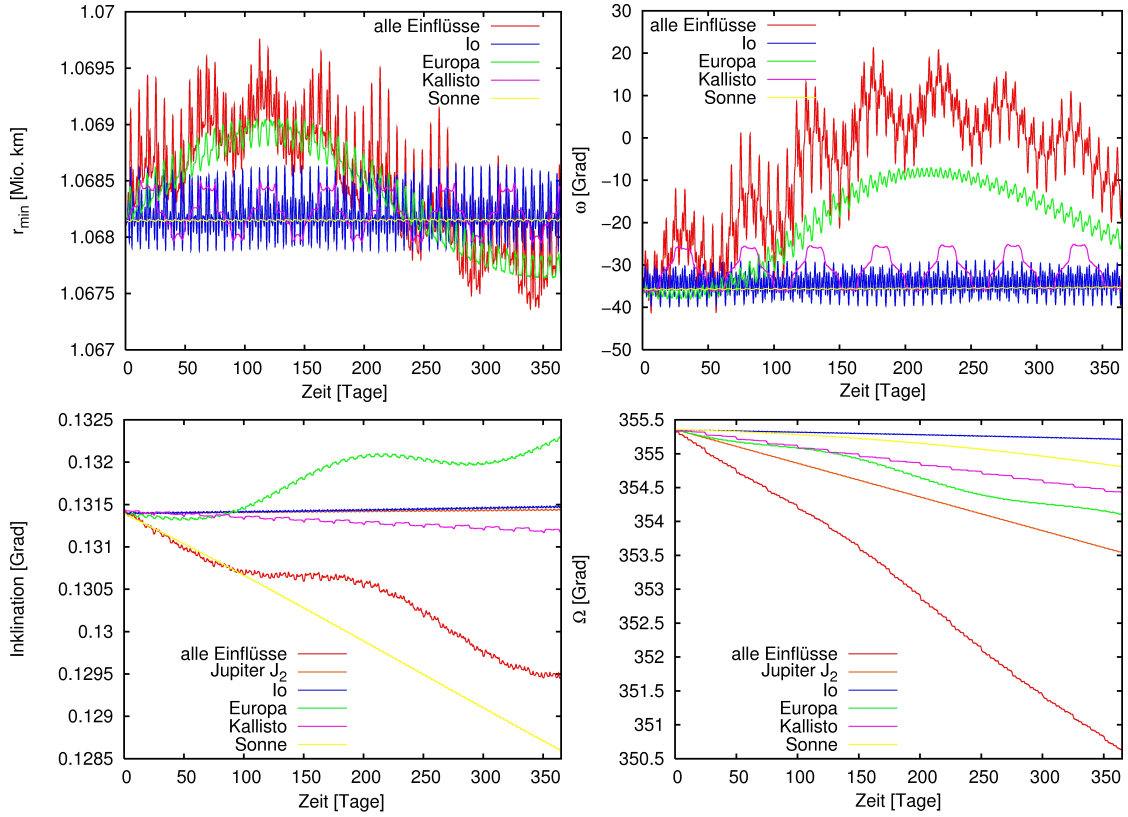 1.07
1.0695
1.069
1.0685
1.068
1.0675
1.067
r_min [Mio. km]
0 50 100 150 200 250 300 350
Zeit [Tage]
alle Einflüsse
Io
Europa
Kallisto
Sonne
30
20
10
0
−10
−20
−30
−40
−50
ω [Grad]
0 50 100 150 200 250 300 350
Zeit [Tage]
alle Einflüsse
Io
Europa
Kallisto
Sonne
0.1325
0.132
0.1315
0.131
0.1305
0.13
0.1295
0.129
0.1285
Inklination [Grad]
0 50 100 150 200 250 300 350
Zeit [Tage]
alle Einflüsse
Jupiter J₂
Io
Europa
Kallisto
Sonne
355.5
355
354.5
354
353.5
353
352.5
352
351.5
351
350.5
Ω [Grad]
0 50 100 150 200 250 300 350
Zeit [Tage]
alle Einflüsse
Jupiter J₂
Io
Europa
Kallisto
Sonne